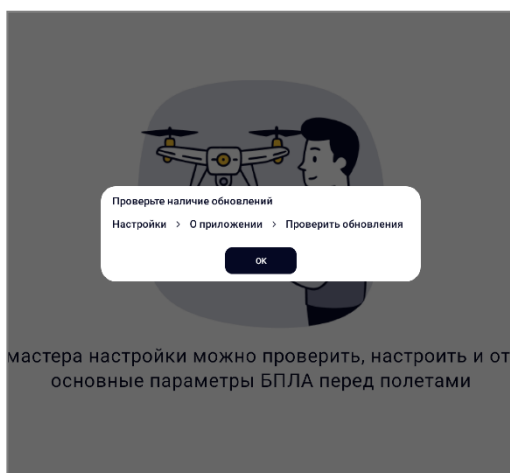 Проверьте наличие обновлений
Настройки > О приложении > Проверить обновления
ОК
мастера настройки можно проверить, настроить и от
основные параметры БПЛА перед полетами